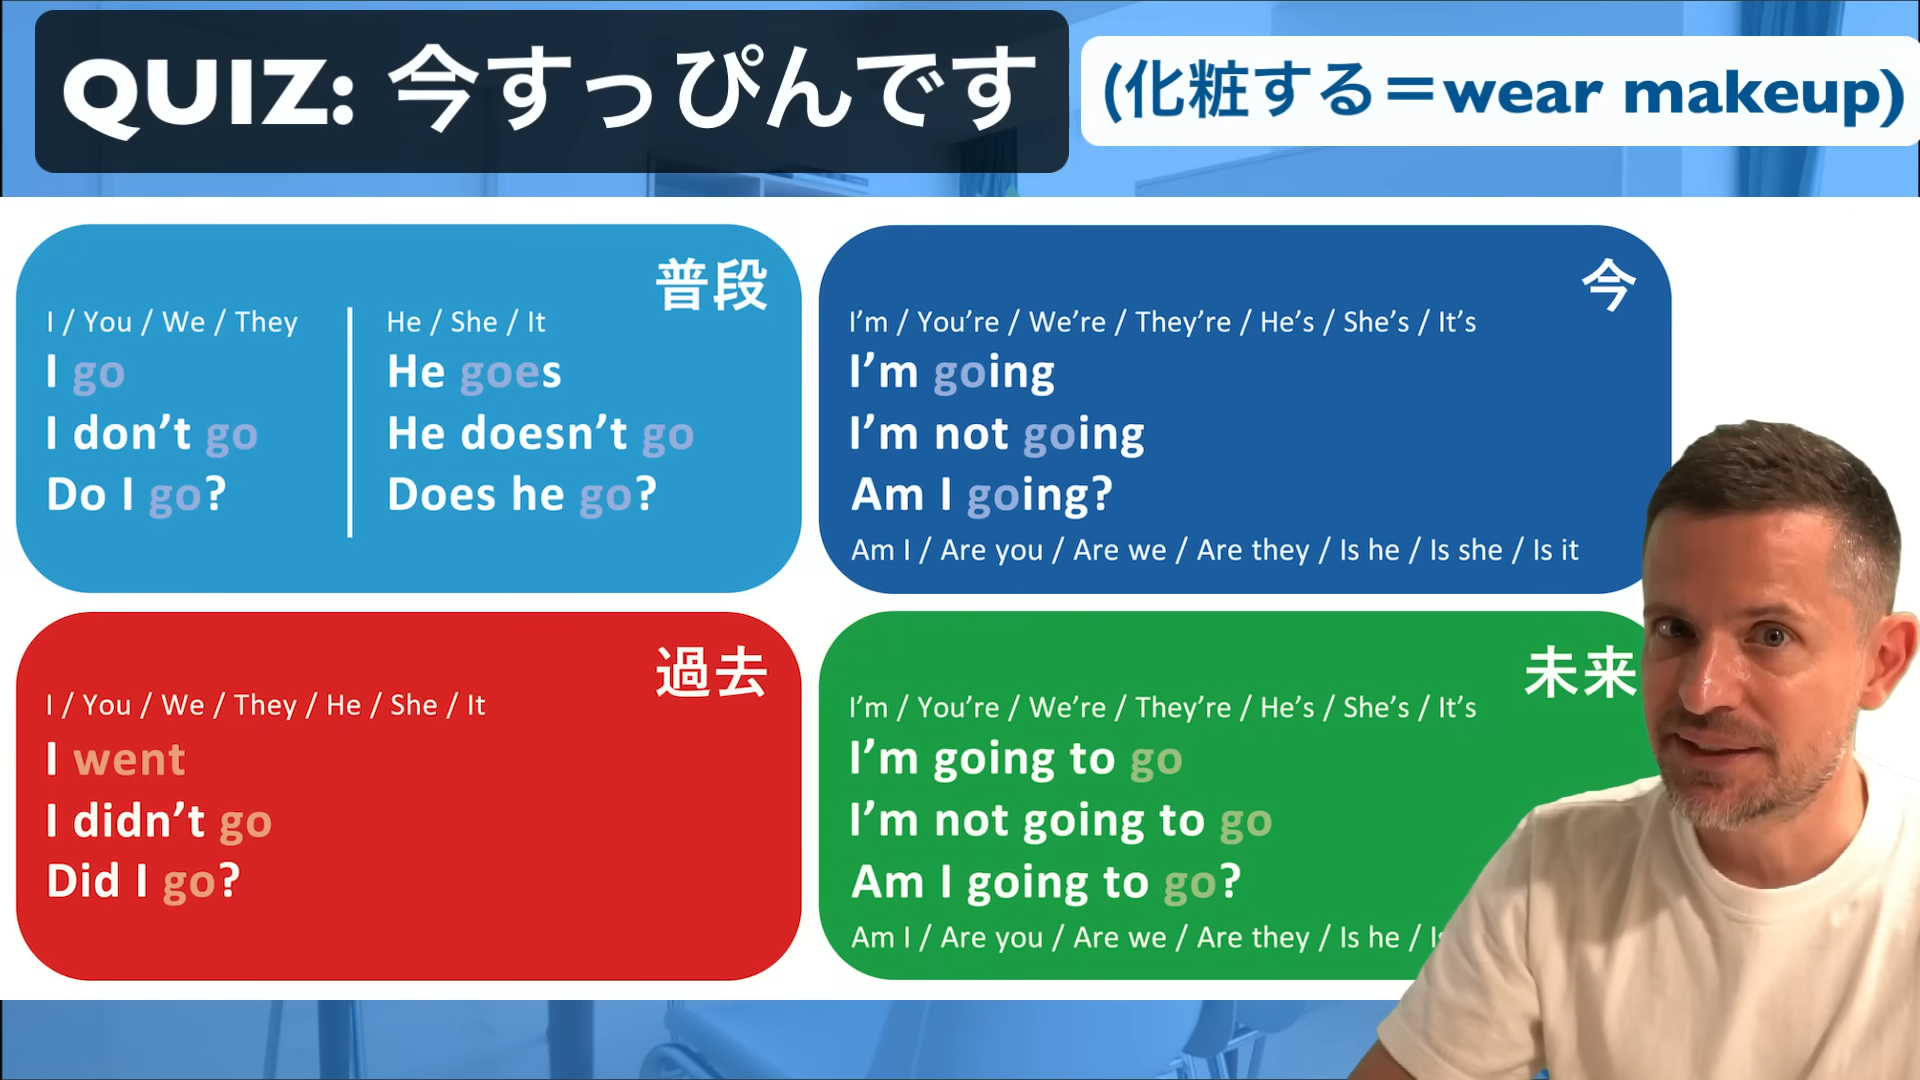 QUIZ: 今すっぴんです
(化粧する＝wear makeup)
普段
I / You / We / They
I go
I don’t go
Do I go?
He / She / It
He goes
He doesn’t go
Does he go?
今
I’m / You’re / We’re / They’re / He’s / She’s / It’s
I’m going
I’m not going
Am I going?
Am I / Are you / Are we / Are they / Is he / Is she / Is it
過去
I / You / We / They / He / She / It
I went
I didn’t go
Did I go?
未来
I’m / You’re / We’re / They’re / He’s / She’s / It’s
I’m going to go
I’m not going to go
Am I going to go?
Am I / Are you / Are we / Are they / Is he /